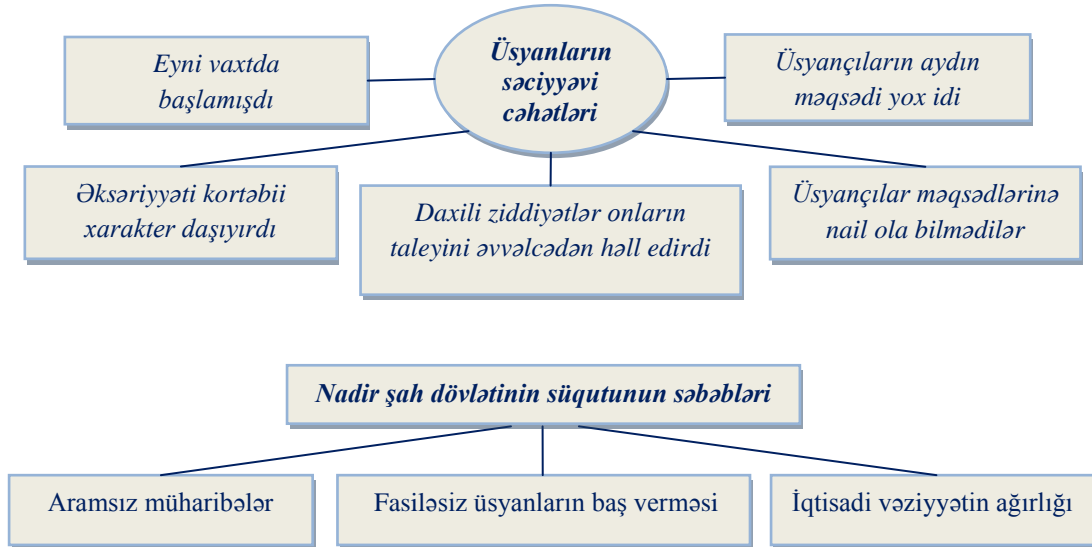 Üsyanların
səciyyəvi
cəhətləri
Eyni vaxtda
başlamışdı
Üsyançıların aydın
məqsədi yox idi
Əksəriyyəti kortəbii
xarakter daşıyırdı
Daxili ziddiyətlər onların
taleyini əvvəlcədən həll edirdi
Üsyançılar məqsədlərinə
nail ola bilmədilər
Nadir şah dövlətinin süqutunun səbəbləri
Aramsız müharibələr
Fasiləsiz üsyanların baş verməsi
İqtisadi vəziyyətin ağırlığı